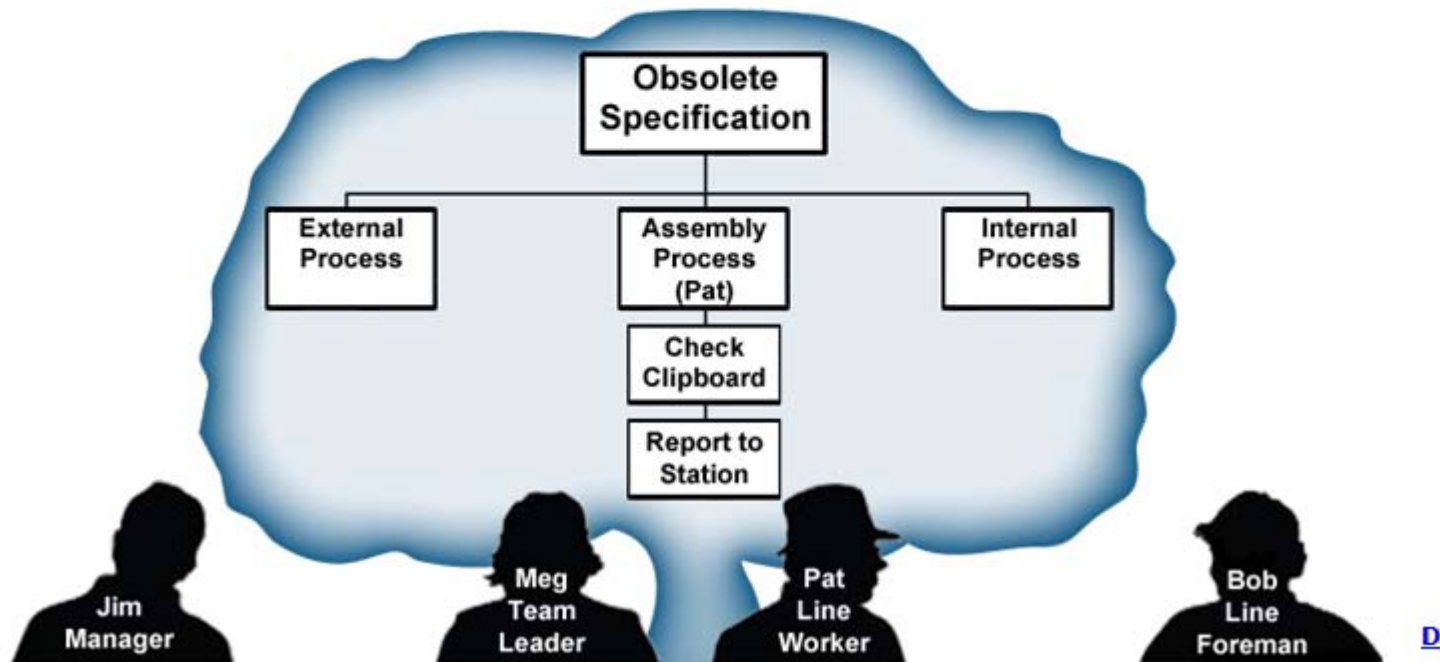 Obsolete
Specification
External
Process
Assembly
Process
(Pat)
Internal
Process
Check
Clipboard
Report to
Station
Jim
Manager
Meg
Team
Leader
Pat
Line
Worker
Bob
Line
Foreman
D